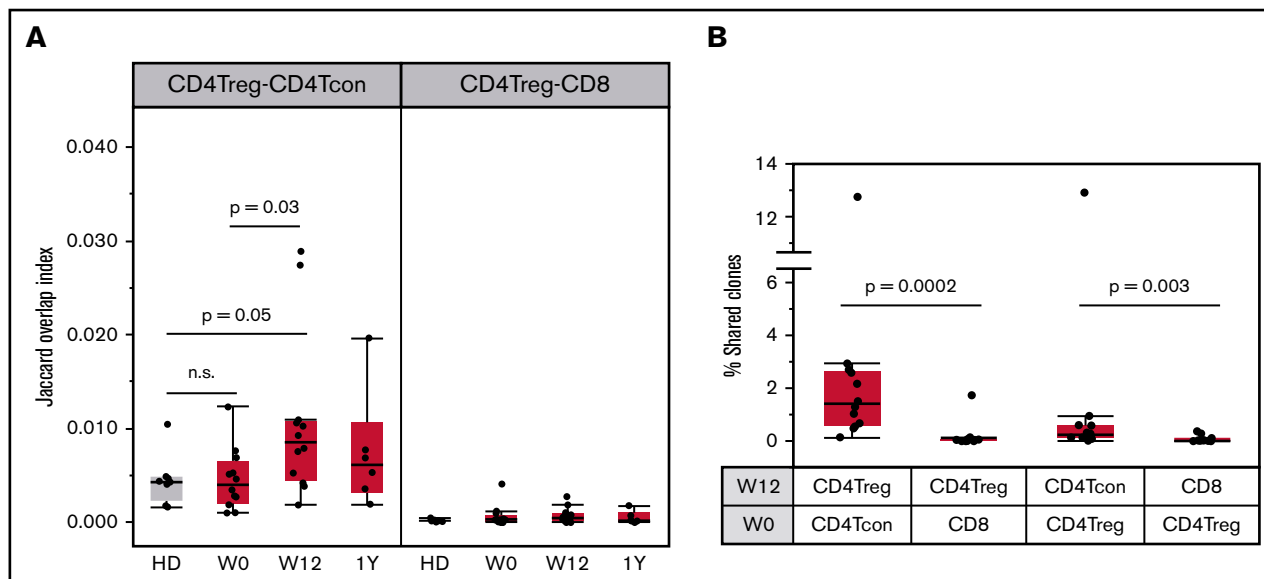 A
CD4Treg-CD4Tcon CD4Treg-CD8
Jaccard overlap index
0.040
0.030
0.020
0.010
0.000
p = 0.03
p = 0.05
n.s.
HD W0 W12 1Y HD W0 W12 1Y
B
% Shared clones
14
12
6
4
2
0
p = 0.0002 p = 0.003
W12 CD4Treg CD4Treg CD4Tcon CD8
W0 CD4Tcon CD8 CD4Treg CD4Treg